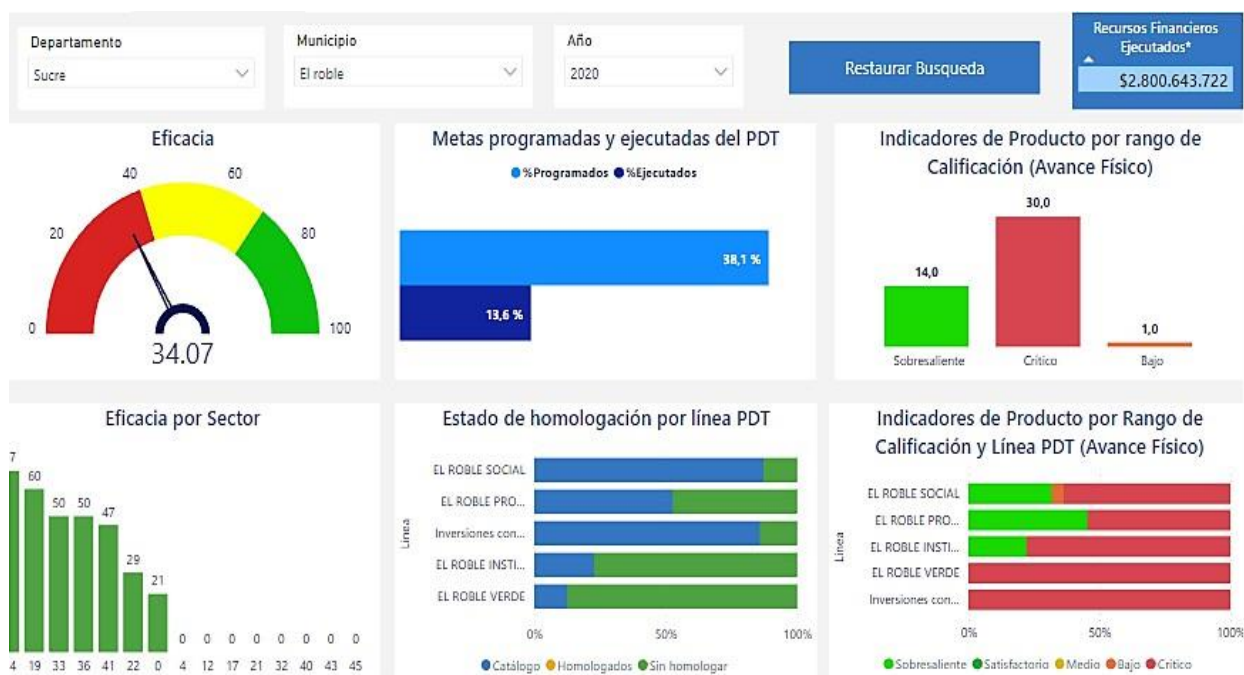 Departamento
Sucre
Municipio
El roble
Año
2020
Restaurar Busqueda
Recursos Financieros
Ejecutados*
$2.800.643.722
Eficacia
0
20
40
60
80
100
34.07
Metas programadas y ejecutadas del PDT
%Programados %Ejecutados
38,1 %
13,6 %
Indicadores de Producto por rango de
Calificación (Avance Físico)
14,0
30,0
1,0
Sobresaliente Crítico Bajo
Eficacia por Sector
7
60
50 50
47
29
21
0 0 0 0 0 0 0 0
4 19 33 36 41 22 0 4 12 17 21 32 40 43 45
Estado de homologación por línea PDT
Línea
EL ROBLE SOCIAL
EL ROBLE PRO...
Inversiones con...
EL ROBLE INSTI...
EL ROBLE VERDE
0% 50% 100%
Catálogo Homologados Sin homologar
Indicadores de Producto por Rango de
Calificación y Línea PDT (Avance Físico)
Línea
EL ROBLE SOCIAL
EL ROBLE PRO...
EL ROBLE INSTI...
EL ROBLE VERDE
Inversiones con...
0% 50% 100%
Sobresaliente Satisfactorio Medio Bajo Crítico